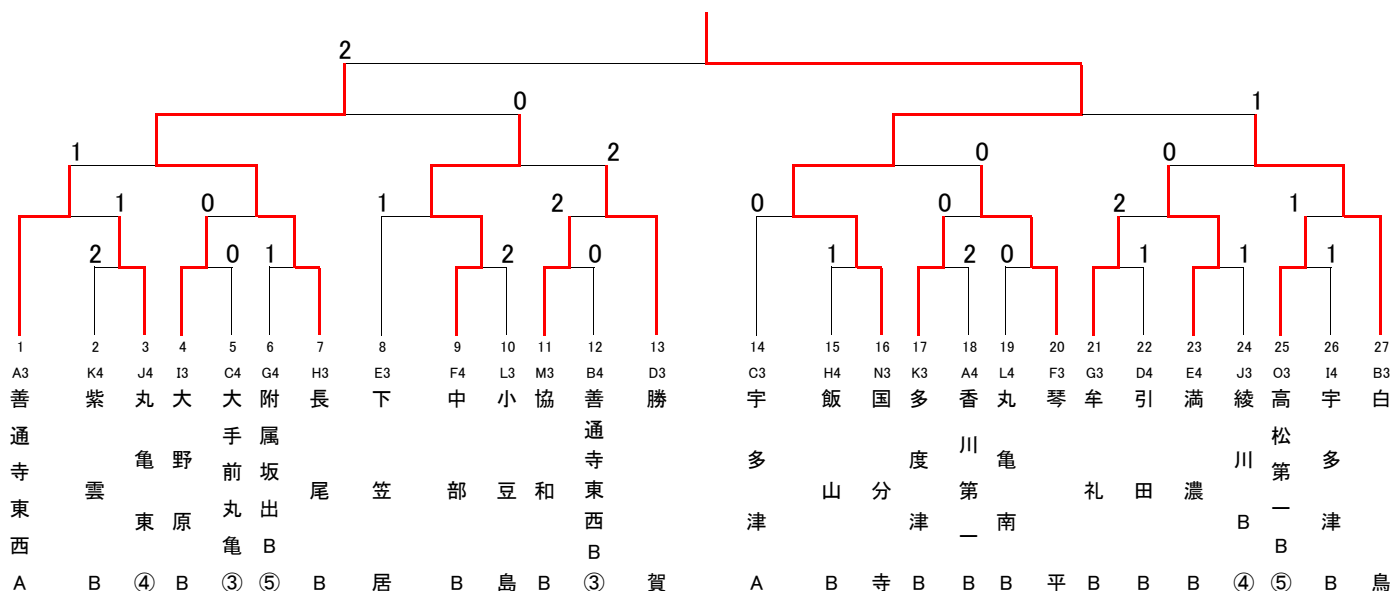 2
0
1
1
2
0
0
1
0
1
2
0
0
2
1
2
0
1
2
0
1
2
0
1
1
1
1 2 3 4 5 6 7 8 9 10 11 12 13 14 15 16 17 18 19 20 21 22 23 24 25 26 27
A3 K4 J4 I3 C4 G4 H3 E3 F4 L3 M3 B4 D3 C3 H4 N3 K3 A4 L4 F3 G3 D4 E4 J3 O3 I4 B3
善通寺東西A
紫雲B
丸亀東④
大野原B
大手前丸亀③
附属坂出B⑤
長尾B
下笠居
中部B
小豆島
協和B
善通寺東西B③
勝賀
宇多津A
飯山B
国分寺
多度津B
香川第一B
丸亀南B
琴平
牟礼B
引田B
満濃B
綾川B④
高松第一B⑤
宇多津B
白鳥